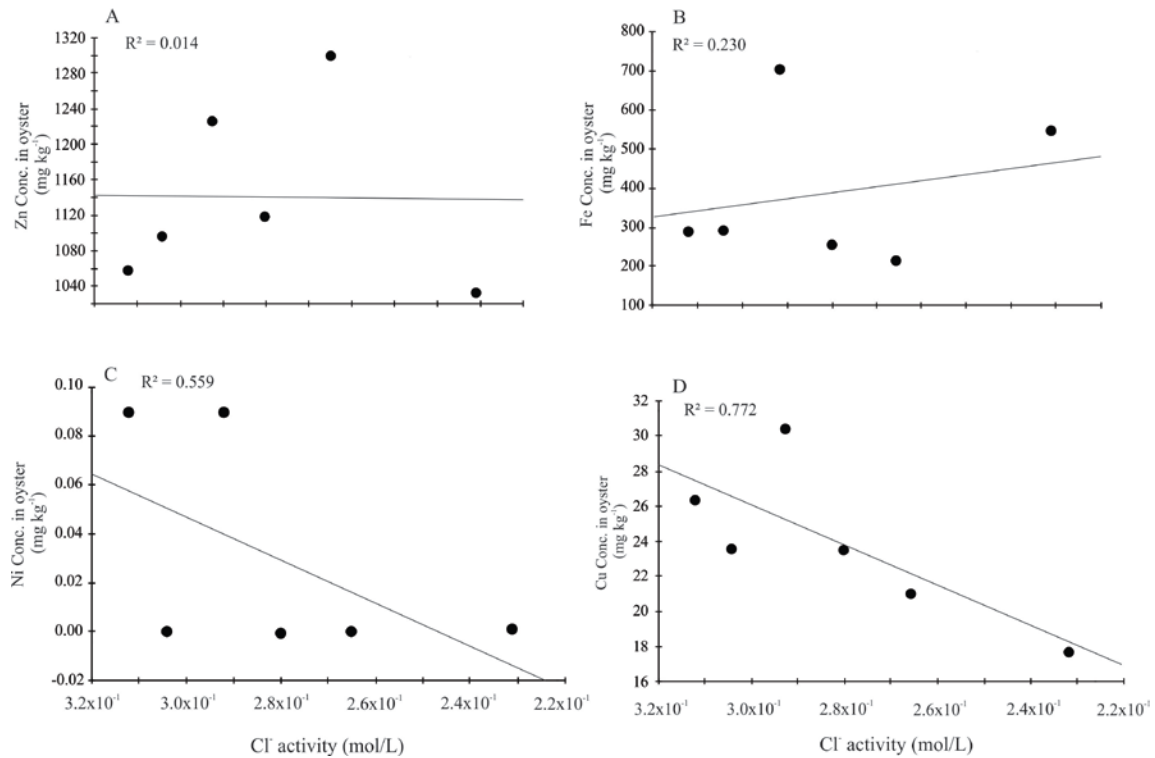 A
R² = 0.014
Zn Conc. in oyster
(mg kg⁻¹)
1320
1280
1240
1200
1160
1120
1080
1040
B
R² = 0.230
Fe Conc. in oyster
(mg kg⁻¹)
800
700
600
500
400
300
200
100
C
R² = 0.559
Ni Conc. in oyster
(mg kg⁻¹)
0.10
0.08
0.06
0.04
0.02
0.00
-0.02
3.2x10⁻¹ 3.0x10⁻¹ 2.8x10⁻¹ 2.6x10⁻¹ 2.4x10⁻¹ 2.2x10⁻¹
Cl⁻ activity (mol/L)
D
R² = 0.772
Cu Conc. in oyster
(mg kg⁻¹)
32
30
28
26
24
22
20
18
16
3.2x10⁻¹ 3.0x10⁻¹ 2.8x10⁻¹ 2.6x10⁻¹ 2.4x10⁻¹ 2.2x10⁻¹
Cl⁻ activity (mol/L)